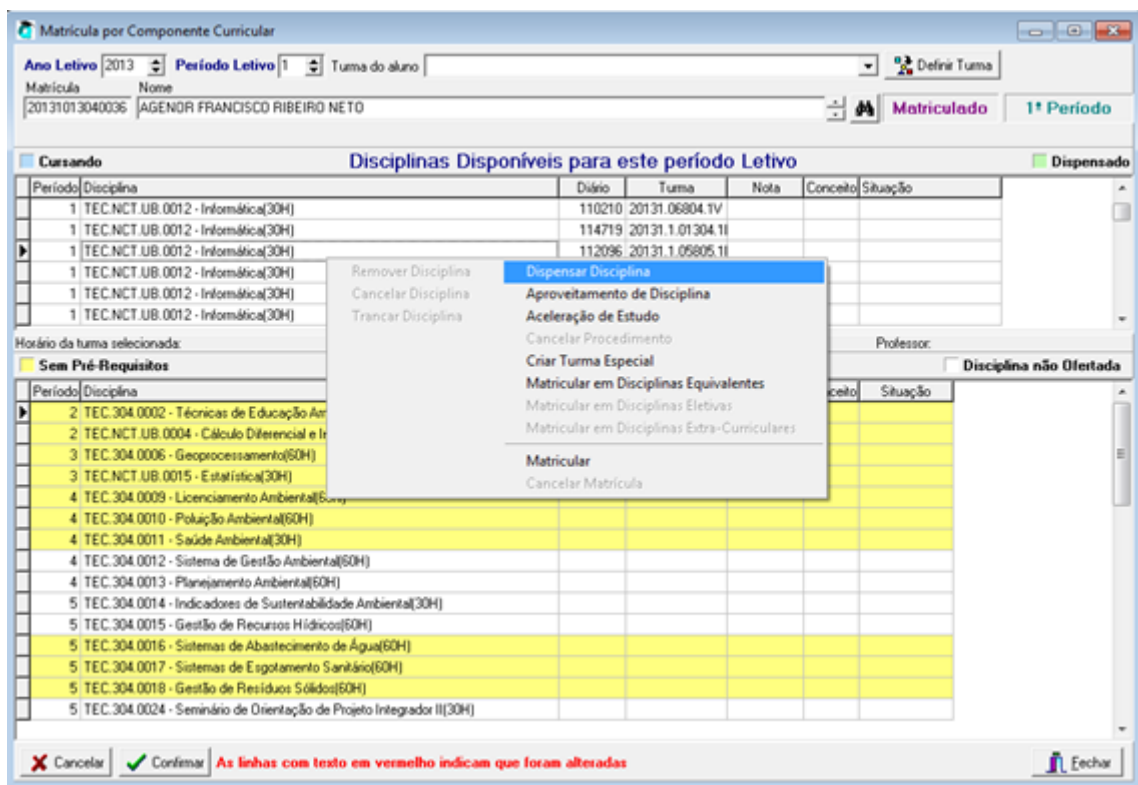 Matrícula por Componente Curricular
Ano Letivo 2013 Período Letivo 1 Turma do aluno Definir Turma
Matrícula Nome
20131013040036 AGENOR FRANCISCO RIBEIRO NETO Matriculado 1º Período
Cursando Disciplinas Disponíveis para este período Letivo Dispensado
Período Disciplina Diário Turma Nota Conceito Situação
1 TEC.NCT.UB.0012 - Informática(30H) 110210 20131.06804.1V
1 TEC.NCT.UB.0012 - Informática(30H) 114719 20131.1.01304.1I
1 TEC.NCT.UB.0012 - Informática(30H) 112096 20131.1.05805.1I
1 TEC.NCT.UB.0012 - Informática(30H)
1 TEC.NCT.UB.0012 - Informática(30H)
1 TEC.NCT.UB.0012 - Informática(30H)
Remover Disciplina Dispensar Disciplina
Cancelar Disciplina Aproveitamento de Disciplina
Trancar Disciplina Aceleração de Estudo
Cancelar Procedimento
Criar Turma Especial
Matricular em Disciplinas Equivalentes
Matricular em Disciplinas Eletivas
Matricular em Disciplinas Extra-Curriculares
Matricular
Cancelar Matrícula
Horário da turma selecionada: Professor:
Sem Pré-Requisitos Disciplina não Ofertada
Período Disciplina Situação
2 TEC.304.0002 - Técnicas de Educação
2 TEC.NCT.UB.0004 - Cálculo Diferencial e
3 TEC.304.0006 - Geoprocessamento(60H)
3 TEC.NCT.UB.0015 - Estatística(30H)
4 TEC.304.0009 - Licenciamento Ambiental(60H)
4 TEC.304.0010 - Poluição Ambiental(60H)
4 TEC.304.0011 - Saúde Ambiental(30H)
4 TEC.304.0012 - Sistema de Gestão Ambiental(60H)
4 TEC.304.0013 - Planejamento Ambiental(60H)
5 TEC.304.0014 - Indicadores de Sustentabilidade Ambiental(30H)
5 TEC.304.0015 - Gestão de Recursos Hídricos(60H)
5 TEC.304.0016 - Sistemas de Abastecimento de Água(60H)
5 TEC.304.0017 - Sistemas de Esgotamento Sanitário(60H)
5 TEC.304.0018 - Gestão de Resíduos Sólidos(60H)
5 TEC.304.0024 - Seminário de Orientação de Projeto Integrador II(30H)
Cancelar Confirmar As linhas com texto em vermelho indicam que foram alteradas Fechar